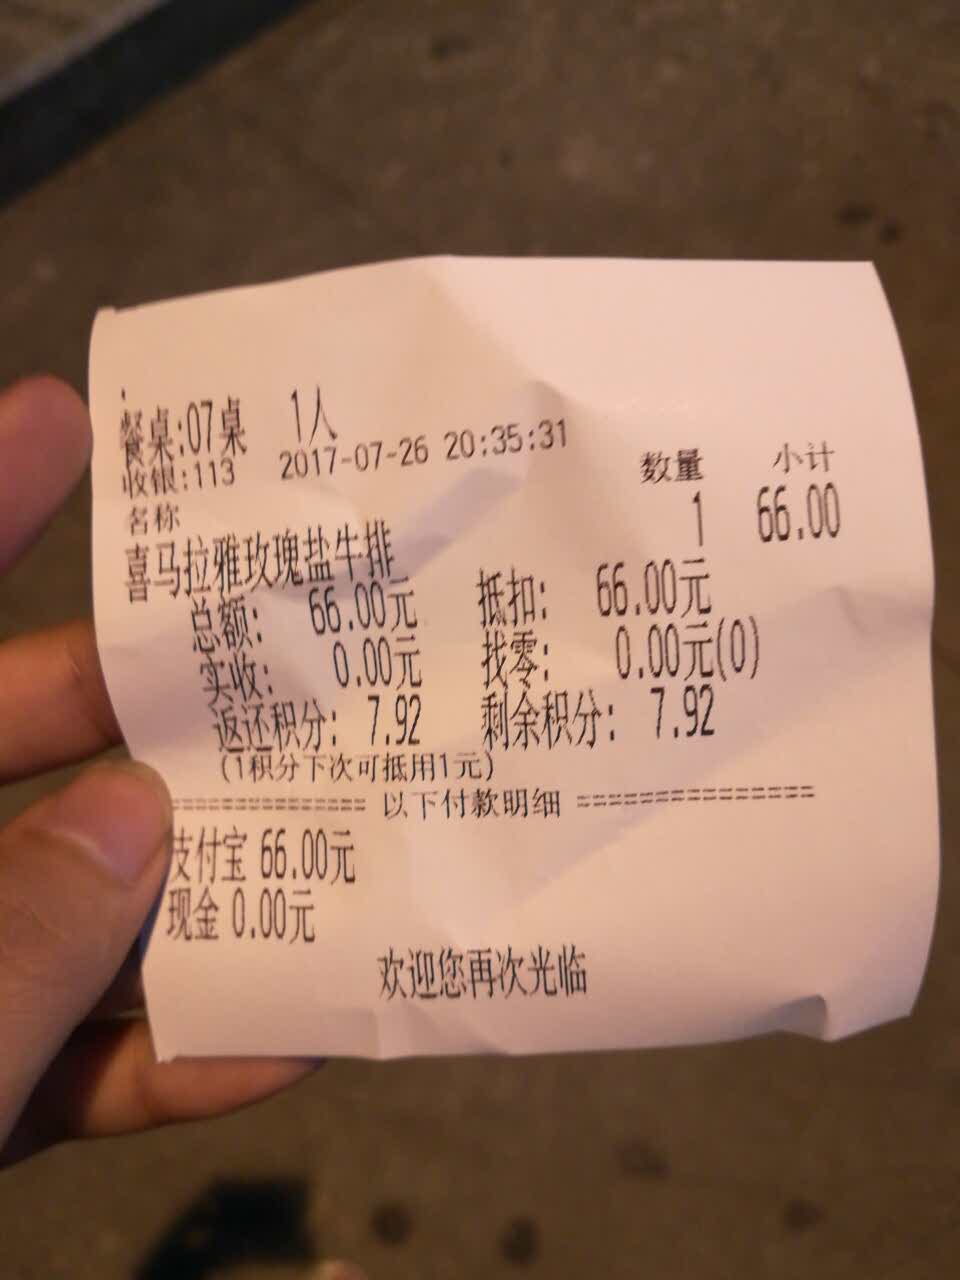 餐桌:07桌 1人
收银:113 2017-07-26 20:35:31
名称 数量 小计
喜马拉雅玫瑰盐牛排 1 66.00
总额: 66.00元 抵扣: 66.00元
实收: 0.00元 找零: 0.00元(0)
返还积分: 7.92 剩余积分: 7.92
(1积分下次可抵用1元)
============== 以下付款明细 =================
支付宝 66.00元
现金 0.00元
欢迎您再次光临